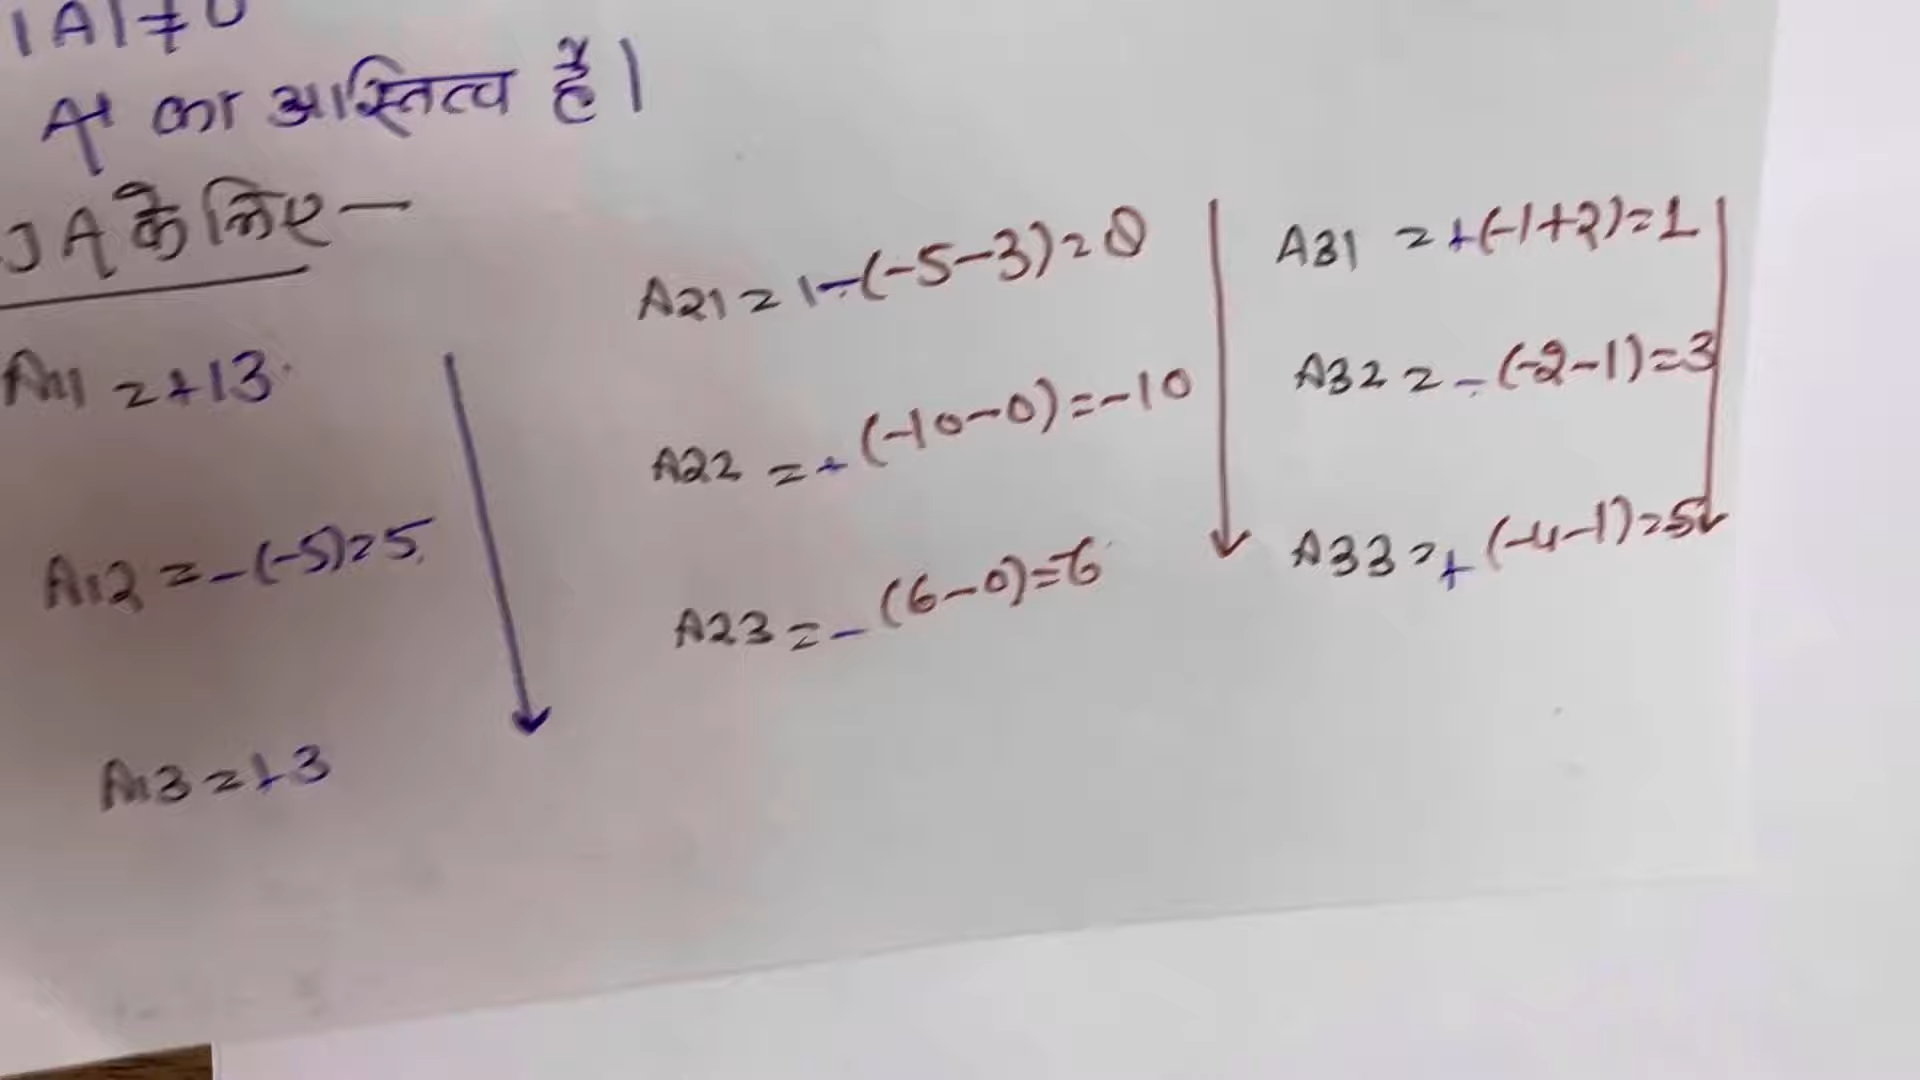 |A|≠0
A⁻¹ का अस्तित्व है।
J A के लिए —
A11 = +13
A12 = -(-5)=5
A13 = +3
A21 = 1-(-5-3)=8
A22 = +(-10-0)=-10
A23 = -(6-0)=-6
A31 = +(-1+2)=1
A32 = -(-2-1)=3
A33 = +(-4-1)=5